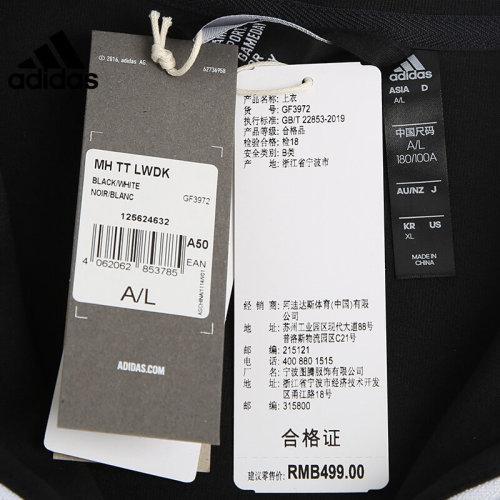 adidas
© 2016, adidas AG
62736958
MH TT LWDK
BLACK/WHITE
NOIR/BLANC
GF3972
125624632
A50
EAN
4 062062 853785
A/L
ADIDAS.COM
GAMEDAY
产品名称：上衣
货号：GF3972
执行标准：GB/T 22853-2019
产品等级：合格品
检验合格：检18
安全类别：B类
产地：浙江省宁波市
经销商：阿迪达斯体育(中国)有限
公司
地址：苏州工业园区现代大道88号
普洛斯物流园区C21号
邮编：215121
电话：400 880 1515
厂名：宁波图腾服饰有限公司
地址：浙江省宁波市经济技术开发
区甬江路
邮编：315800
合格证
建议零售价：RMB499.00
adidas
ASIA D
A/L
中国尺码
A/L
180/100A
AU/NZ J
KR US
XL
MADE IN
CHINA